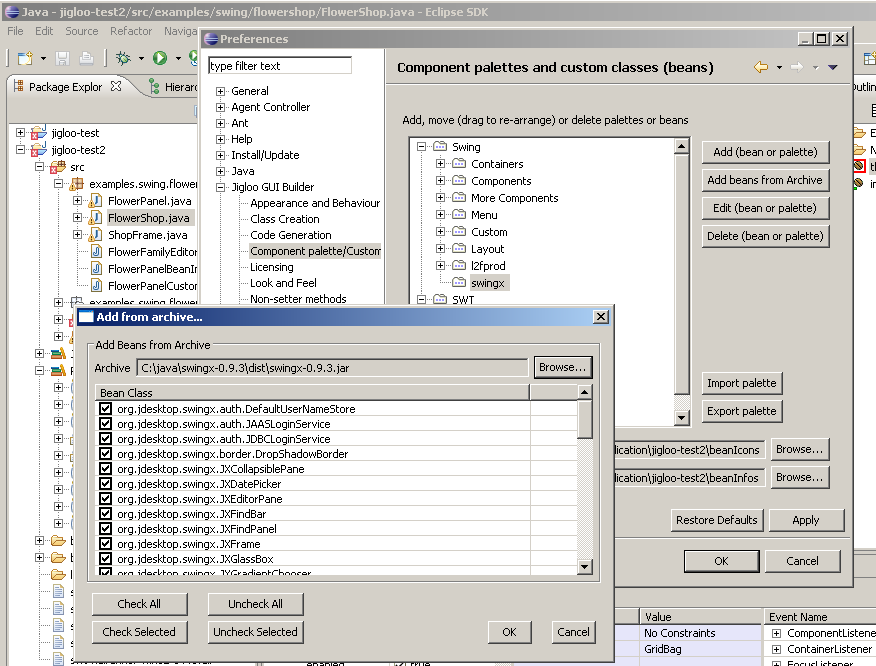 Java - jigloo-test2/src/examples/swing/flowershop/FlowerShop.java - Eclipse SDK
File Edit Source Refactor Naviga
Package Explor
Hierarc
jigloo-test
jigloo-test2
src
examples.swing.flower
FlowerPanel.java
FlowerShop.java
ShopFrame.java
FlowerFamilyEditor
FlowerPanelBeanIn
FlowerPanelCustom
examples.swing.flower
Preferences
type filter text
General
Agent Controller
Ant
Help
Install/Update
Java
Jigloo GUI Builder
Appearance and Behaviour
Class Creation
Code Generation
Component palette/Custom
Licensing
Look and Feel
Non-setter methods
Component palettes and custom classes (beans)
Add, move (drag to re-arrange) or delete palettes or beans
Swing
Containers
Components
More Components
Menu
Custom
Layout
l2fprod
swingx
SWT
Add (bean or palette)
Add beans from Archive
Edit (bean or palette)
Delete (bean or palette)
Import palette
Export palette
lication\jigloo-test2\beanIcons
Browse...
lication\jigloo-test2\beanInfos
Browse...
Restore Defaults
Apply
OK
Cancel
Add from archive...
Add Beans from Archive
Archive
C:\java\swingx-0.9.3\dist\swingx-0.9.3.jar
Browse...
Bean Class
org.jdesktop.swingx.auth.DefaultUserNameStore
org.jdesktop.swingx.auth.JAASLoginService
org.jdesktop.swingx.auth.JDBCLoginService
org.jdesktop.swingx.border.DropShadowBorder
org.jdesktop.swingx.JXCollapsiblePane
org.jdesktop.swingx.JXDatePicker
org.jdesktop.swingx.JXEditorPane
org.jdesktop.swingx.JXFindBar
org.jdesktop.swingx.JXFindPanel
org.jdesktop.swingx.JXFrame
org.jdesktop.swingx.JXGlassBox
org.jdesktop.swingx.JXGradientChooser
Check All
Uncheck All
Check Selected
Uncheck Selected
OK
Cancel
Outlin
Value
Event Name
No Constraints
ComponentListene
GridBag
ContainerListener
FocusListener
enabled
true